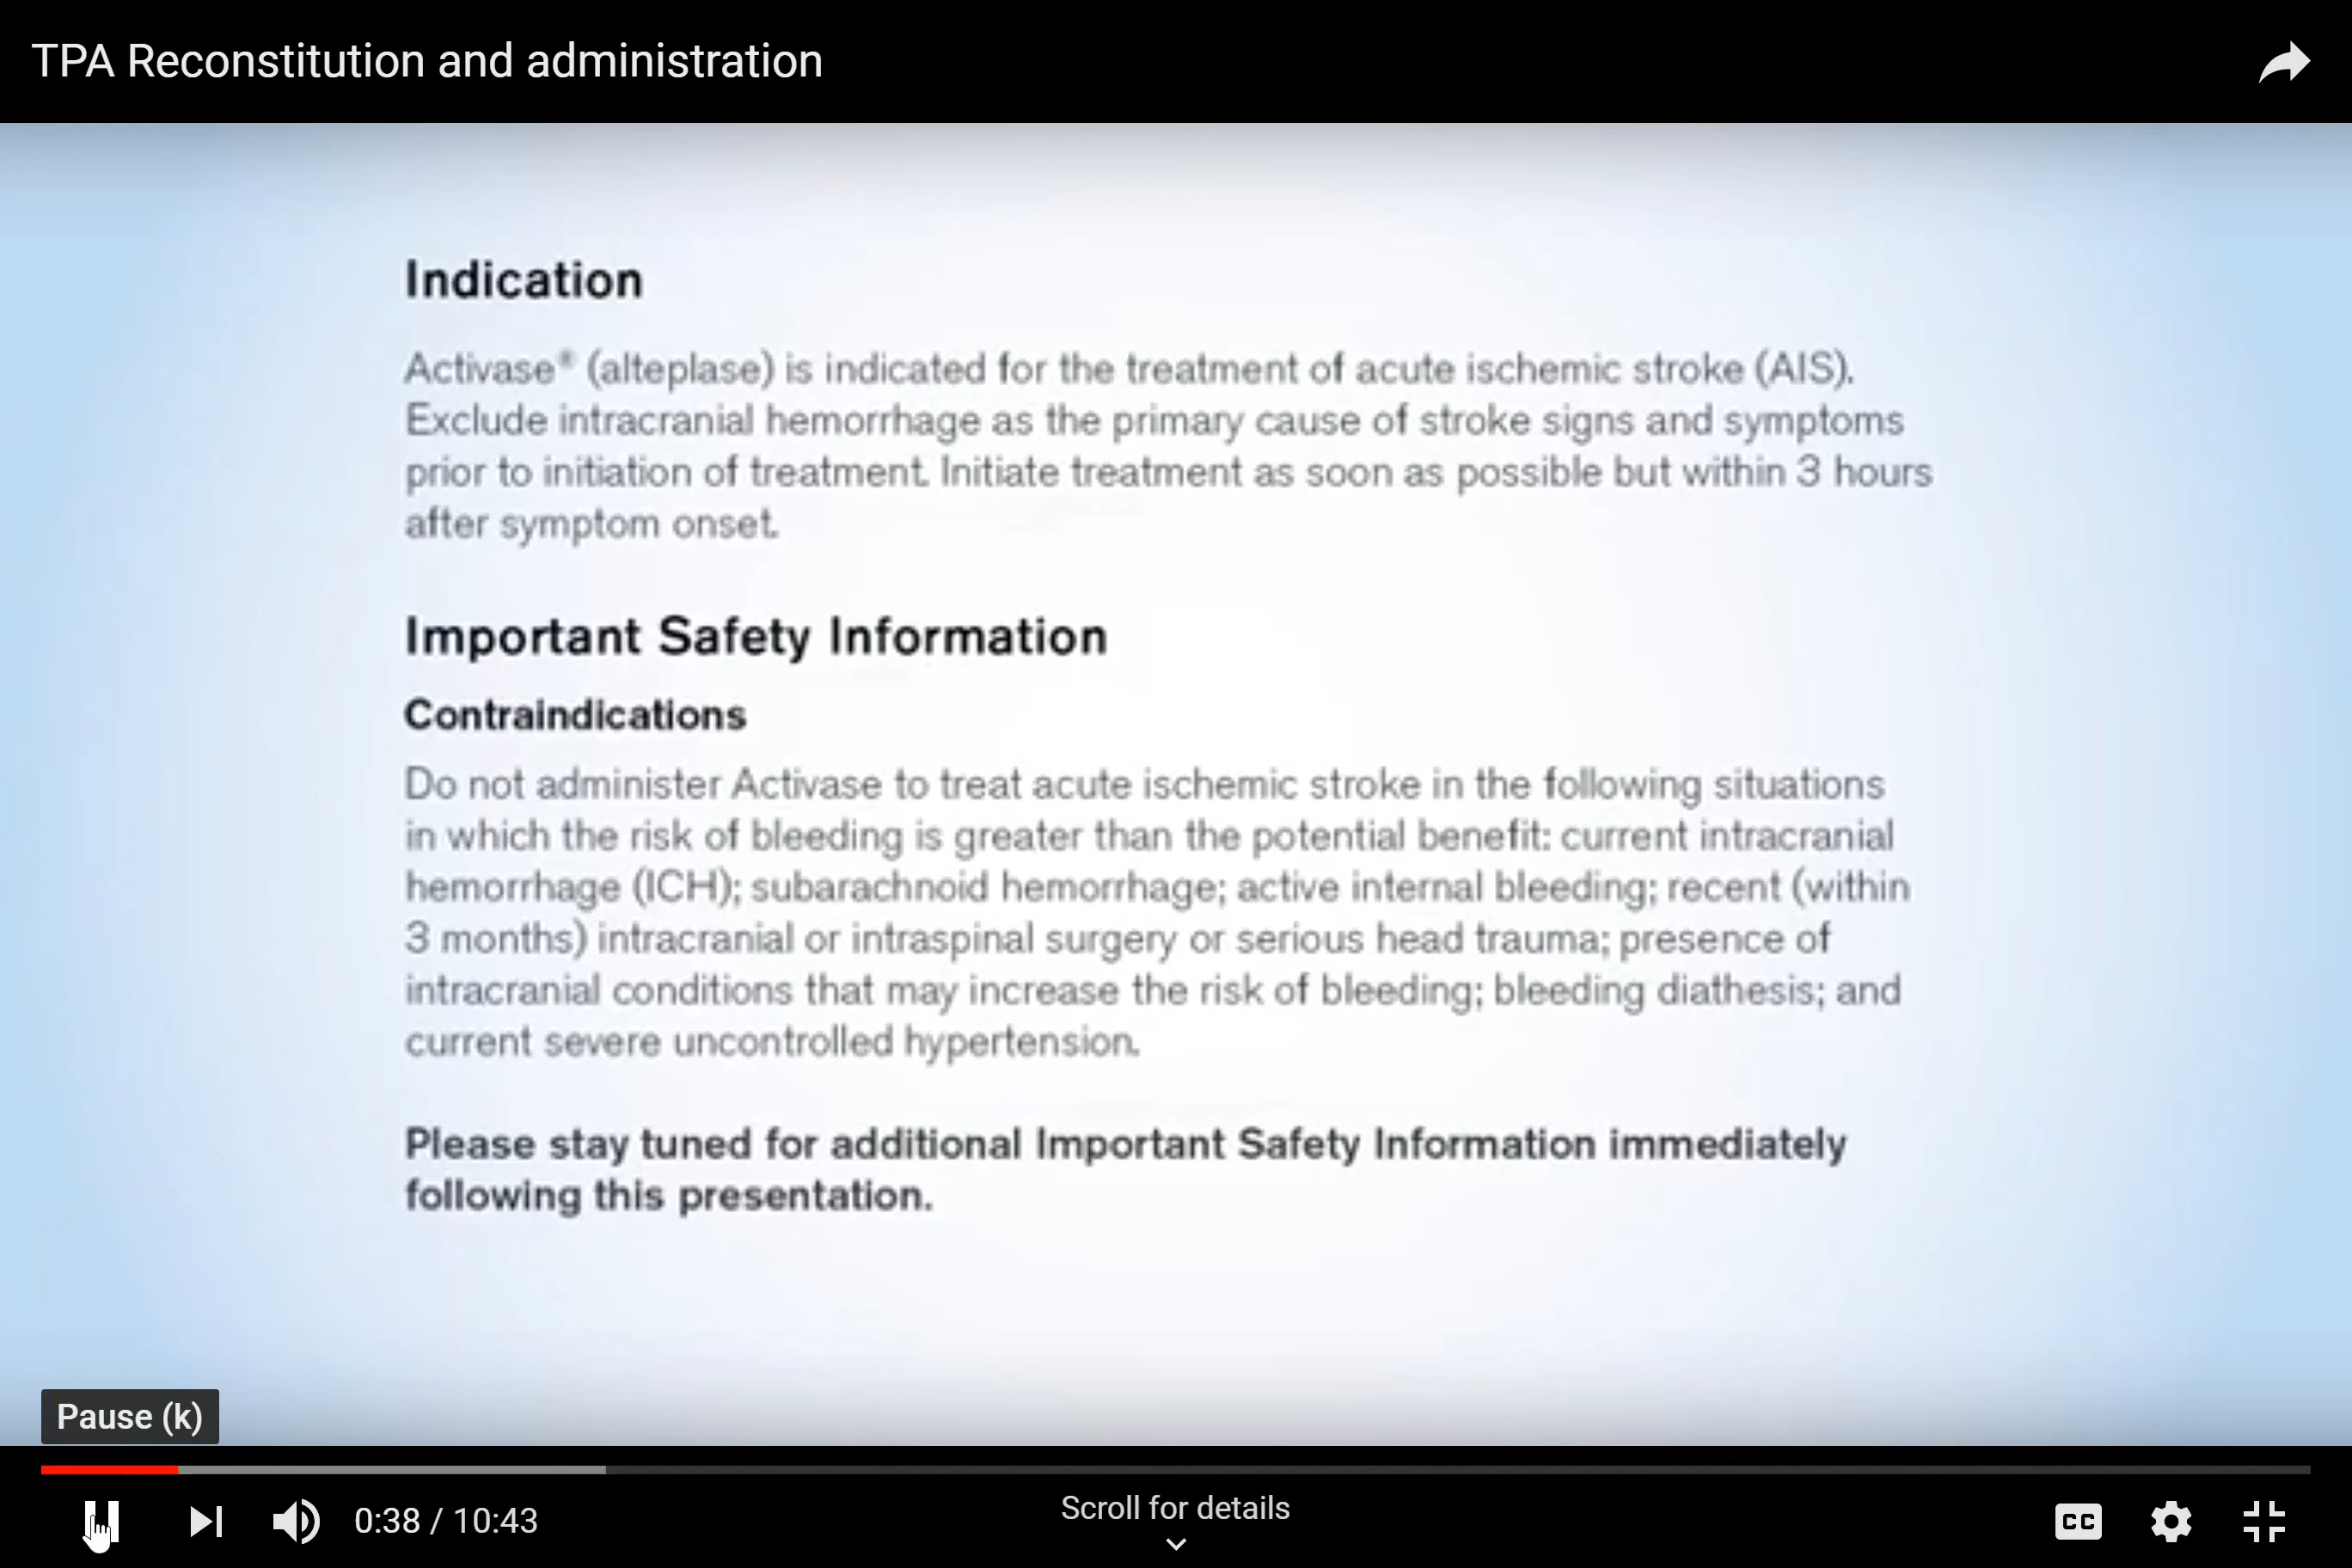 TPA Reconstitution and administration
Indication
Activase® (alteplase) is indicated for the treatment of acute ischemic stroke (AIS).
Exclude intracranial hemorrhage as the primary cause of stroke signs and symptoms
prior to initiation of treatment. Initiate treatment as soon as possible but within 3 hours
after symptom onset.
Important Safety Information
Contraindications
Do not administer Activase to treat acute ischemic stroke in the following situations
in which the risk of bleeding is greater than the potential benefit: current intracranial
hemorrhage (ICH); subarachnoid hemorrhage; active internal bleeding; recent (within
3 months) intracranial or intraspinal surgery or serious head trauma; presence of
intracranial conditions that may increase the risk of bleeding; bleeding diathesis; and
current severe uncontrolled hypertension.
Please stay tuned for additional Important Safety Information immediately
following this presentation.
Pause (k)
0:38 / 10:43
Scroll for details
CC